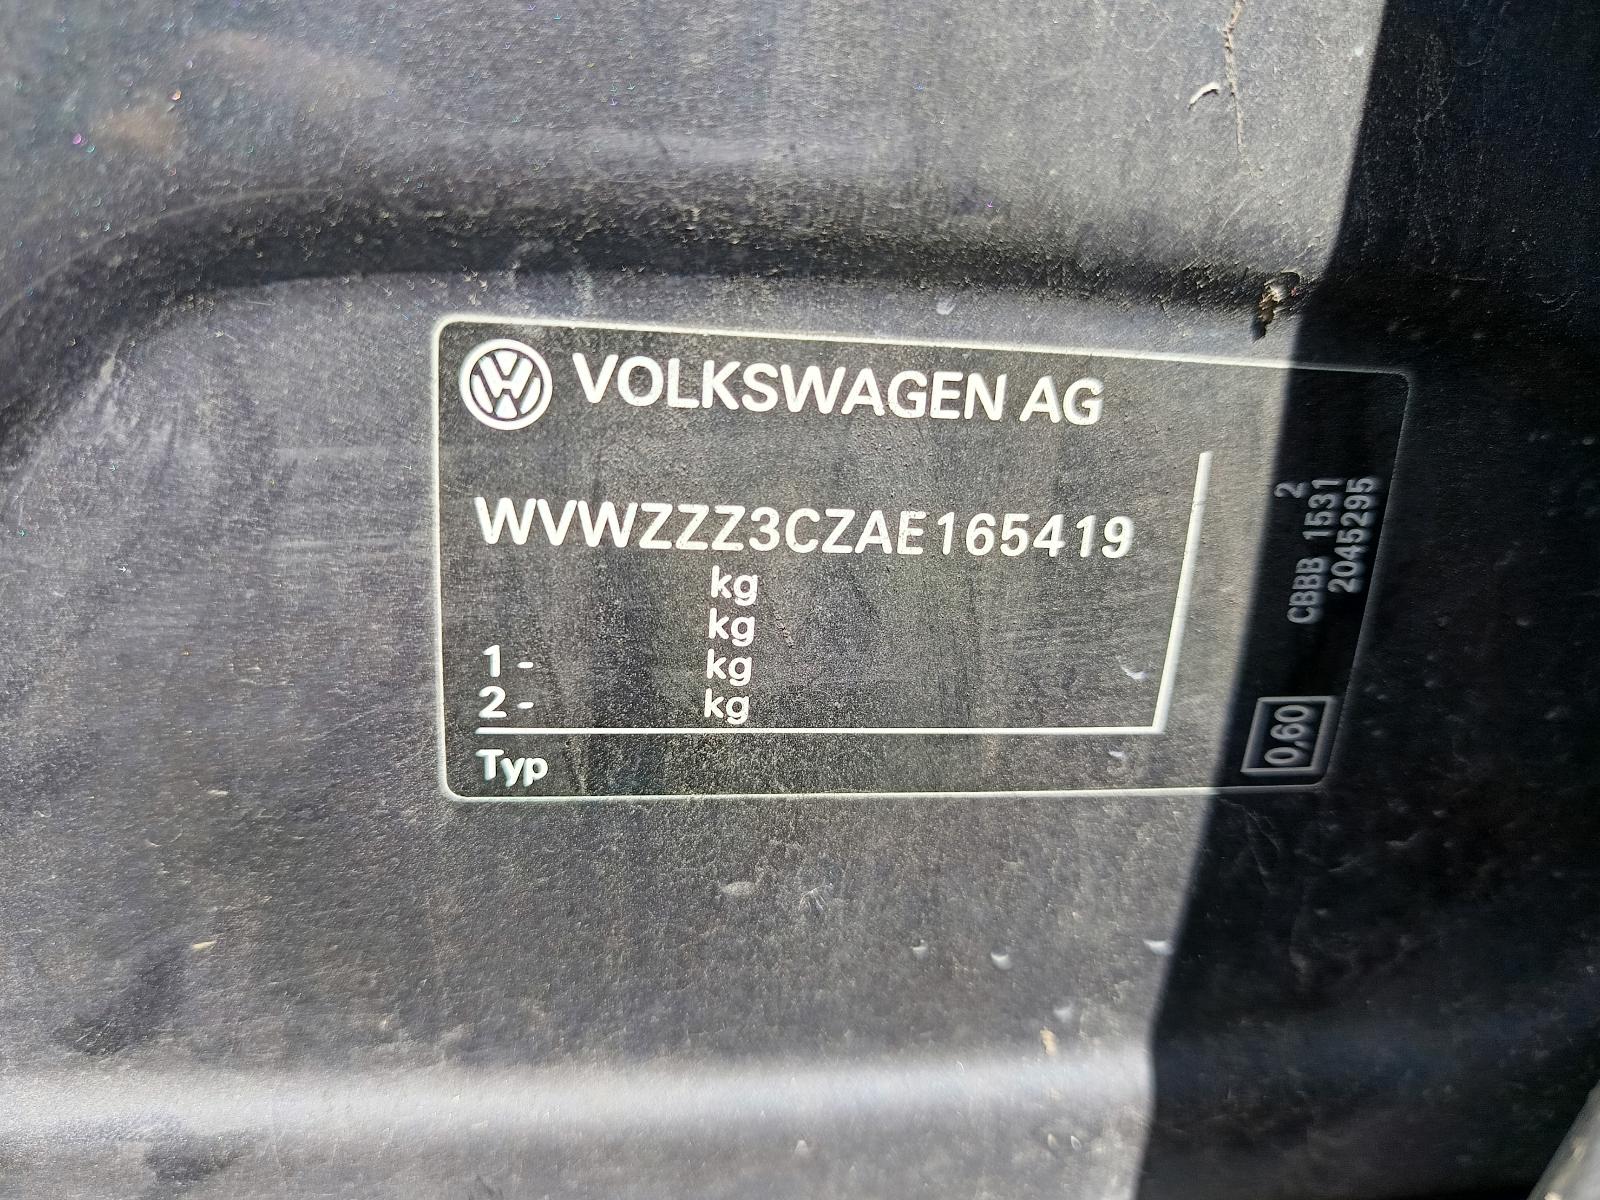 VOLKSWAGEN AG
WVWZZZ3CZAE165419
kg
kg
1 - kg
2 - kg
Typ
2
CBBB 1531
2045295
0,60